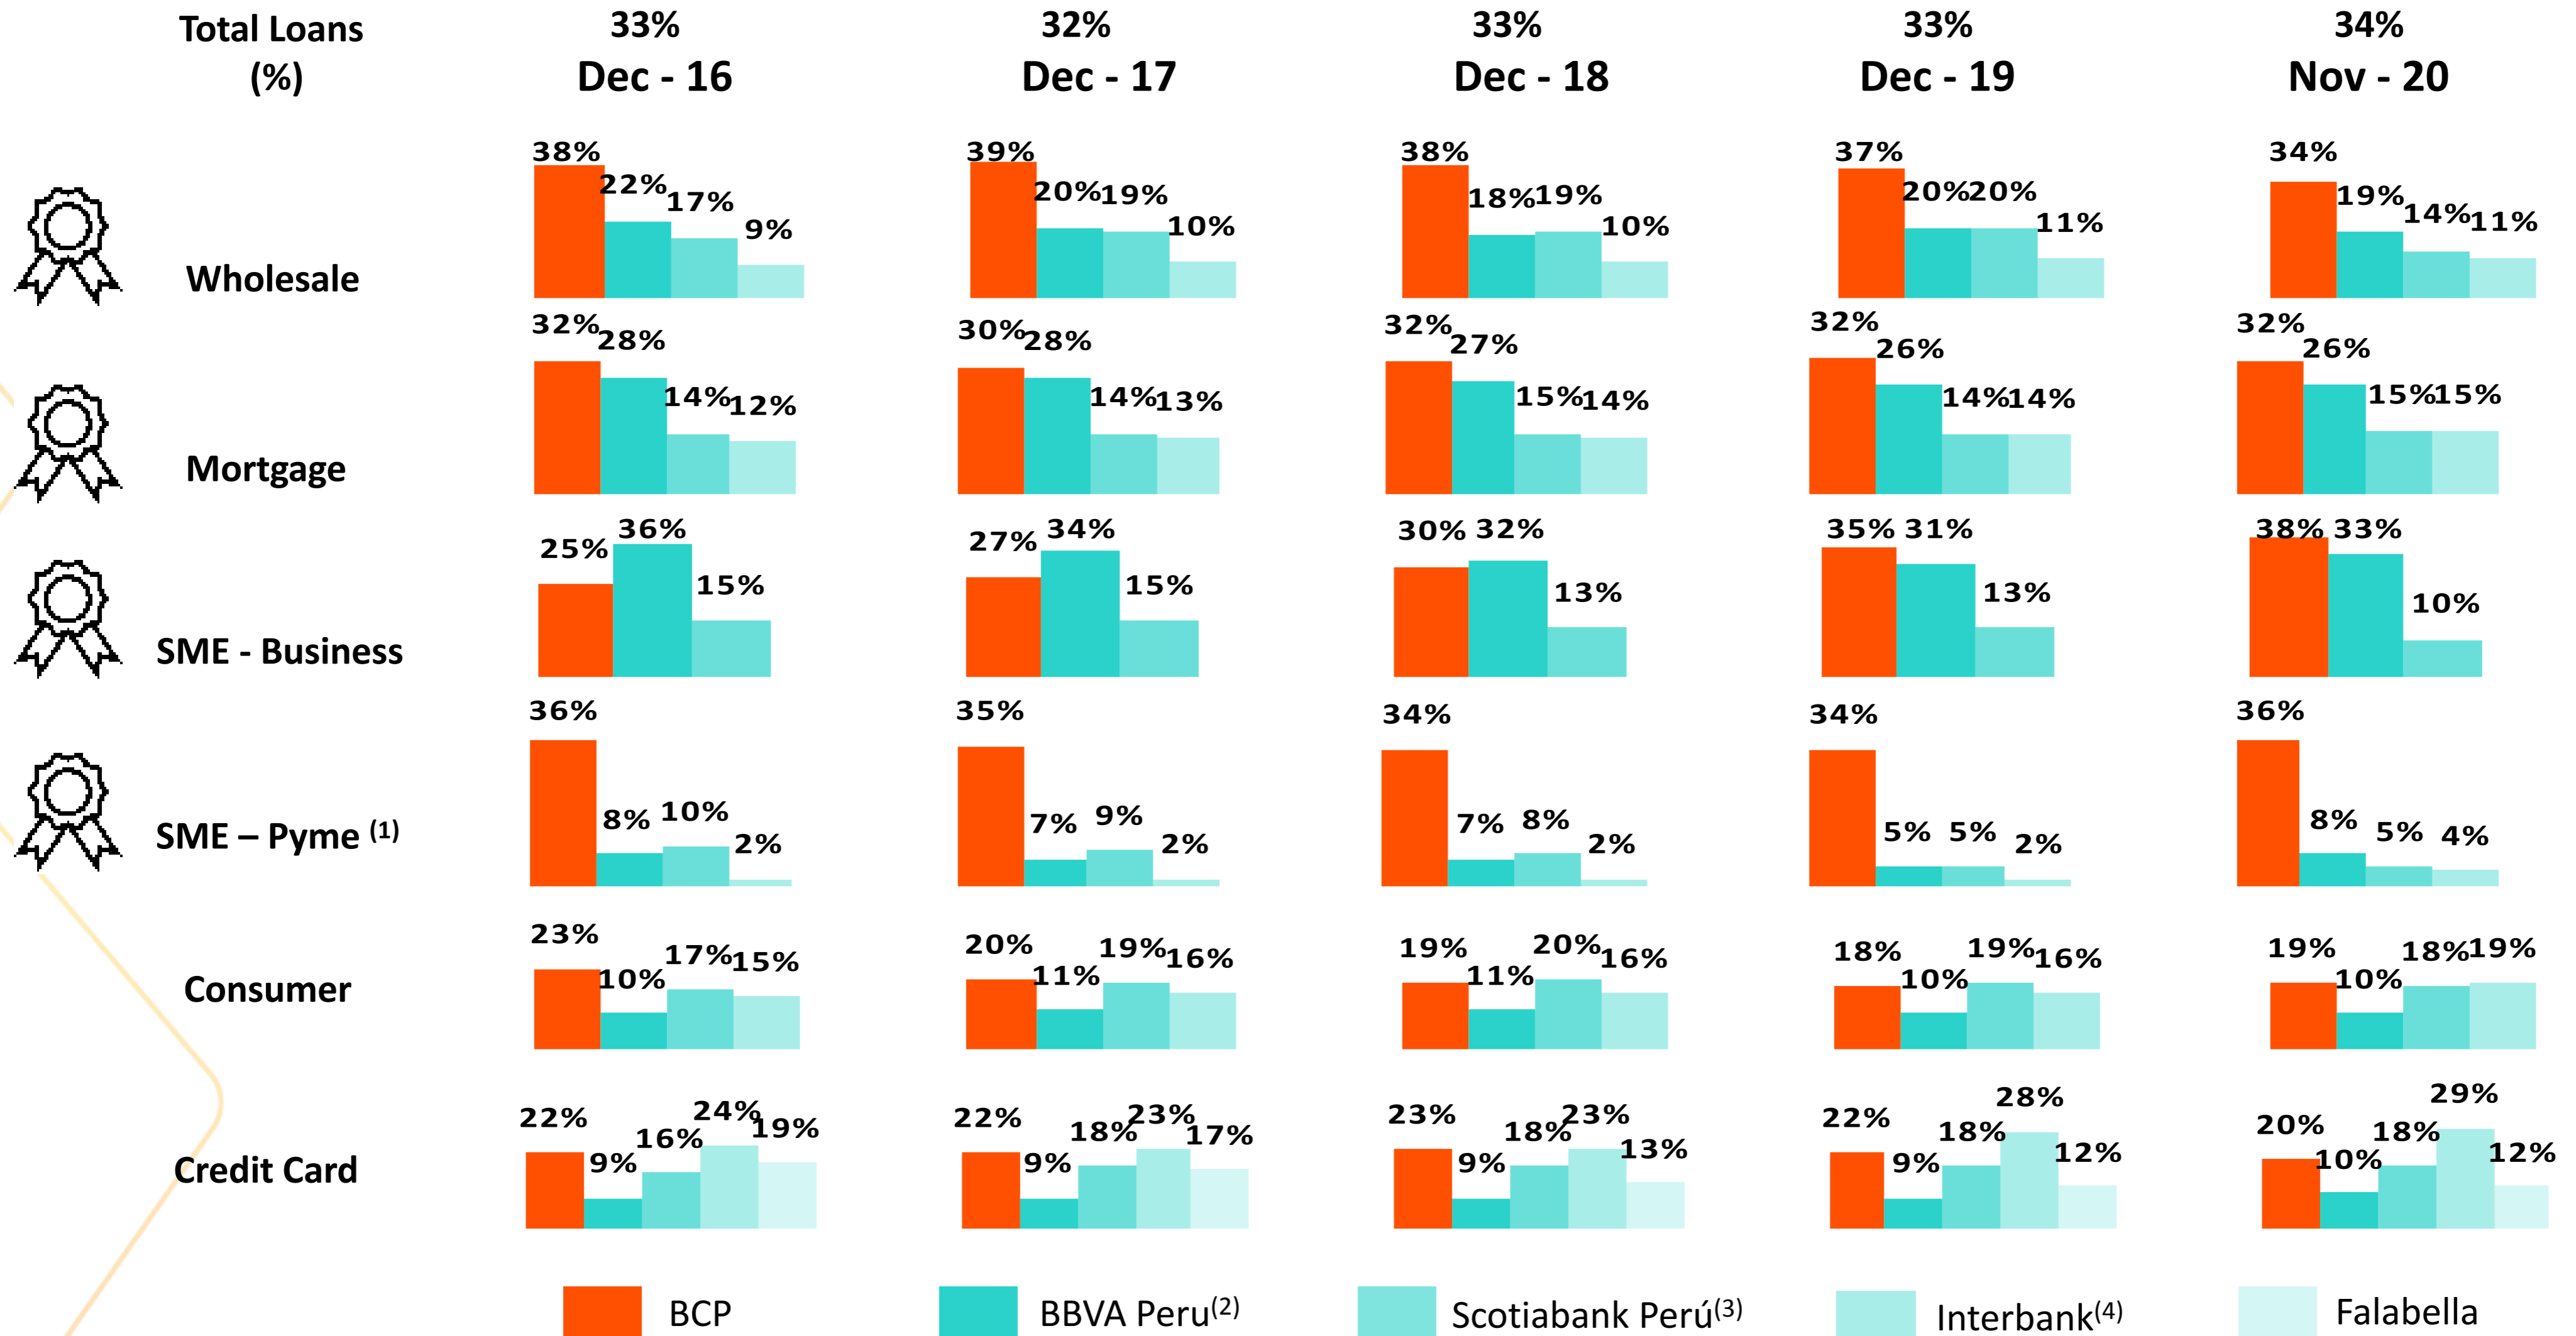 Total Loans 33% 32% 33% 33% 34%
(%) Dec - 16 Dec - 17 Dec - 18 Dec - 19 Nov - 20
Wholesale
38% 22% 17% 9%
39% 20% 19% 10%
38% 18% 19% 10%
37% 20% 20% 11%
34% 19% 14% 11%
Mortgage
32% 28% 14% 12%
30% 28% 14% 13%
32% 27% 15% 14%
32% 26% 14% 14%
32% 26% 15% 15%
SME - Business
25% 36% 15%
27% 34% 15%
30% 32% 13%
35% 31% 13%
38% 33% 10%
SME – Pyme (1)
36% 8% 10% 2%
35% 7% 9% 2%
34% 7% 8% 2%
34% 5% 5% 2%
36% 8% 5% 4%
Consumer
23% 10% 17% 15%
20% 11% 19% 16%
19% 11% 20% 16%
18% 10% 19% 16%
19% 10% 18% 19%
Credit Card
22% 9% 16% 24% 19%
22% 9% 18% 23% 17%
23% 9% 18% 23% 13%
22% 9% 18% 28% 12%
20% 10% 18% 29% 12%
BCP BBVA Peru(2) Scotiabank Perú(3) Interbank(4) Falabella